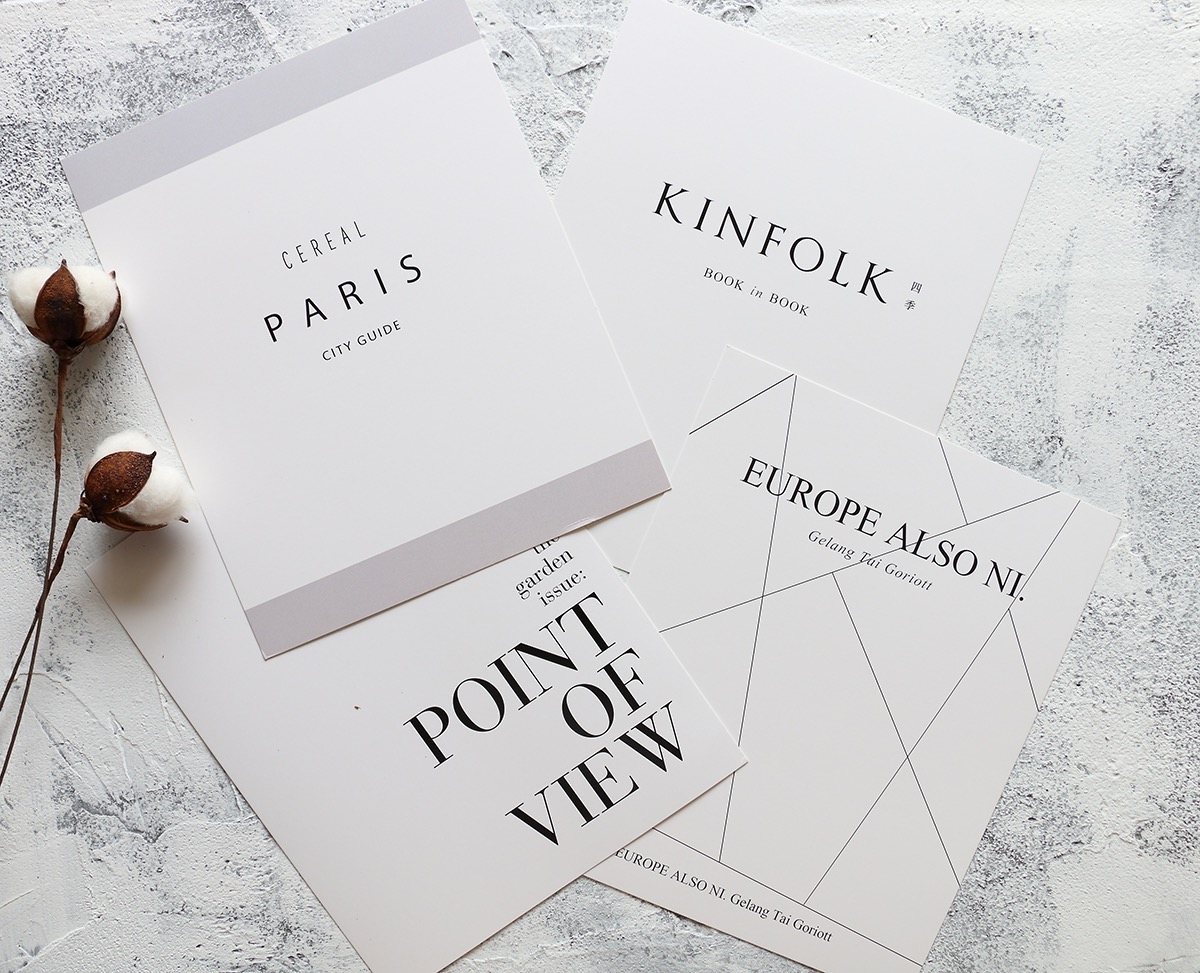 CEREAL
PARIS
CITY GUIDE
KINFOLK
BOOK in BOOK
四季
the
garden
issue:
POINT
OF
VIEW
EUROPE ALSO NI.
Gelang Tai Goriott
EUROPE ALSO NI. Gelang Tai Goriott